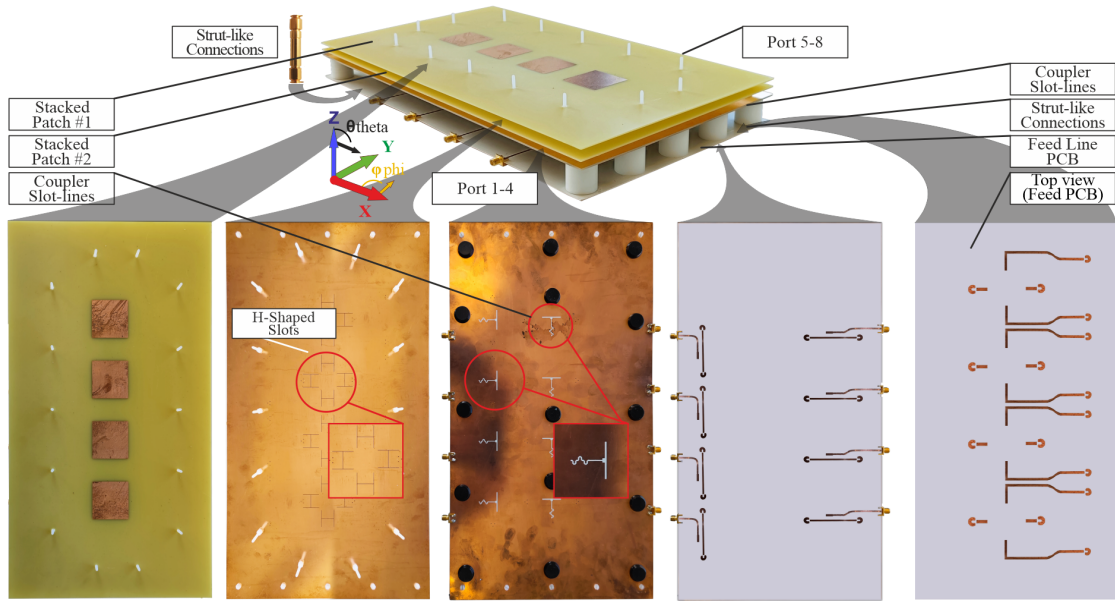 Strut-like
Connections
Port 5-8
Stacked
Patch #1
Stacked
Patch #2
Coupler
Slot-lines
Z
θ theta
Y
φ phi
X
Port 1-4
Coupler
Slot-lines
Strut-like
Connections
Feed Line
PCB
Top view
(Feed PCB)
H-Shaped
Slots